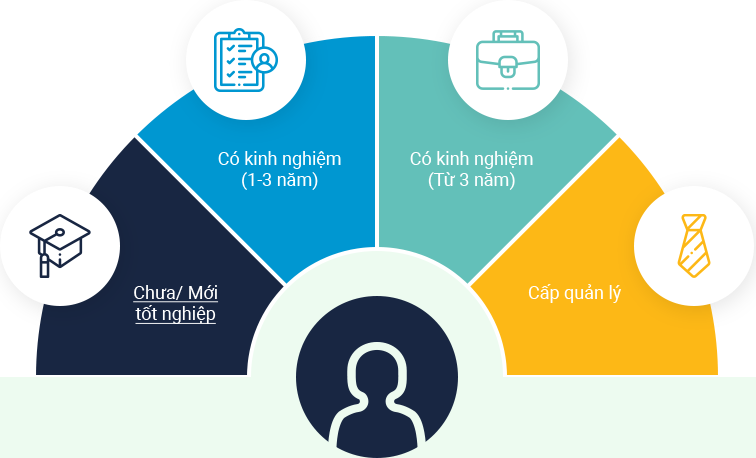 Có kinh nghiệm
(1-3 năm)
Có kinh nghiệm
(Từ 3 năm)
Chưa/ Mới
tốt nghiệp
Cấp quản lý